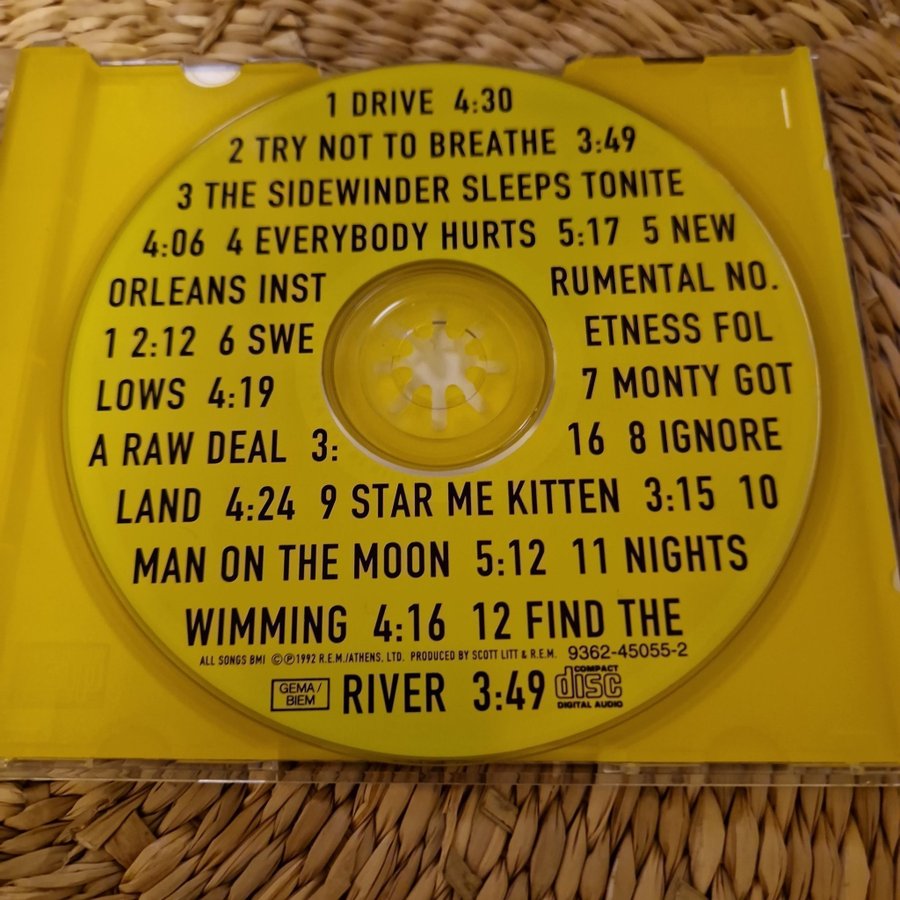 1 DRIVE 4:30
2 TRY NOT TO BREATHE 3:49
3 THE SIDEWINDER SLEEPS TONITE
4:06 4 EVERYBODY HURTS 5:17 5 NEW
ORLEANS INST RUMENTAL NO.
1 2:12 6 SWE ETNESS FOL
LOWS 4:19 7 MONTY GOT
A RAW DEAL 3: 16 8 IGNORE
LAND 4:24 9 STAR ME KITTEN 3:15 10
MAN ON THE MOON 5:12 11 NIGHTS
WIMMING 4:16 12 FIND THE
ALL SONGS BMI ©℗1992 R.E.M./ATHENS, LTD. PRODUCED BY SCOTT LITT & R.E.M. 9362-45055-2
GEMA/
BIEM RIVER 3:49 COMPACT
disc
DIGITAL AUDIO